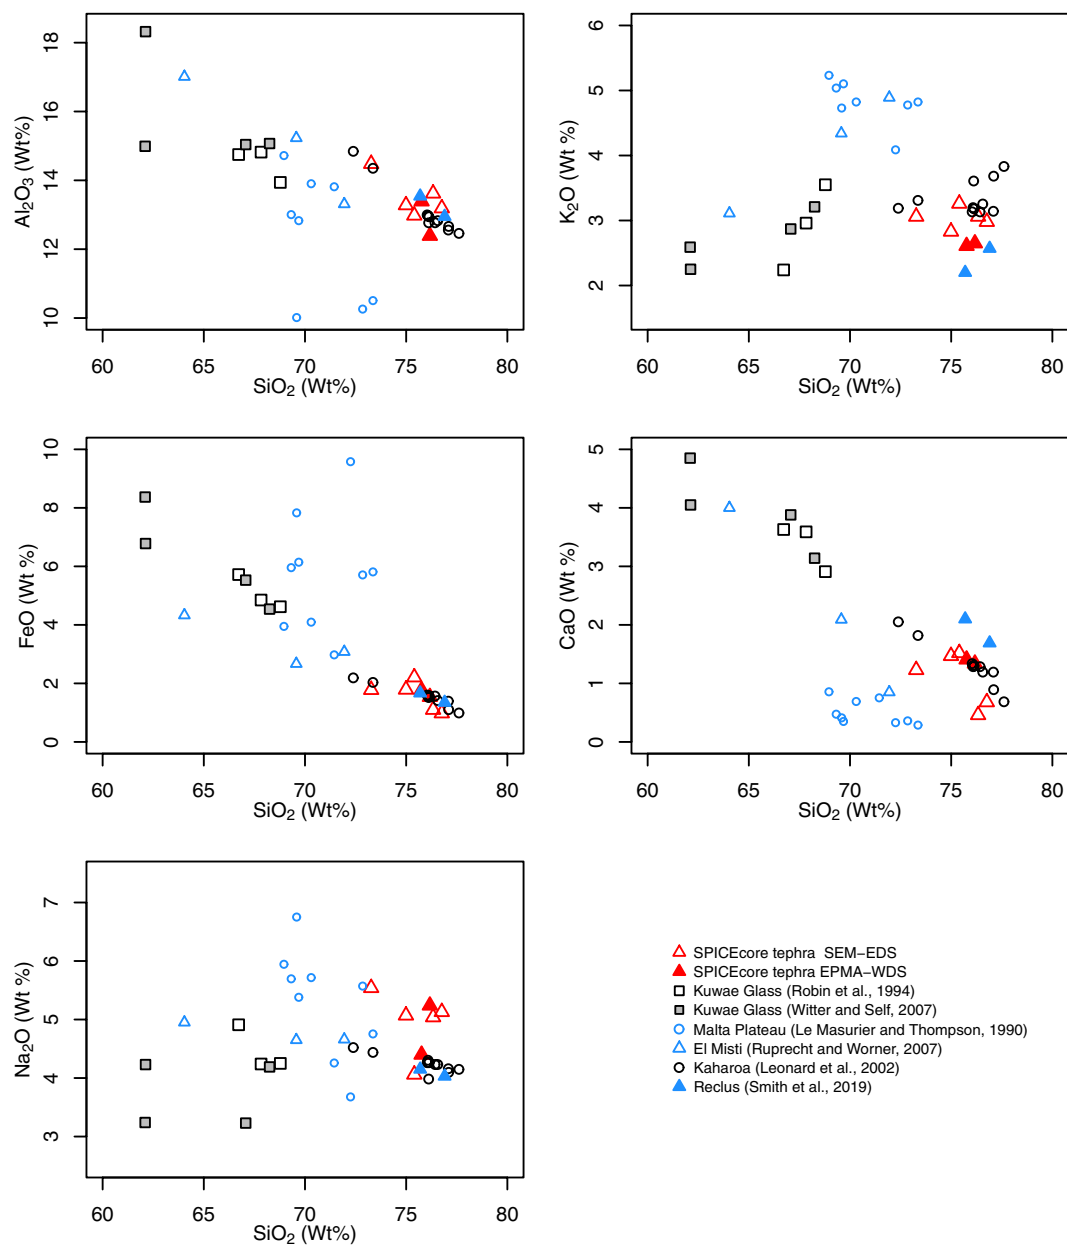 Al₂O₃ (Wt%)
18
16
14
12
10
60 65 70 75 80
SiO₂ (Wt%)
K₂O (Wt %)
6
5
4
3
2
60 65 70 75 80
SiO₂ (Wt%)
FeO (Wt %)
10
8
6
4
2
0
60 65 70 75 80
SiO₂ (Wt%)
CaO (Wt %)
5
4
3
2
1
0
60 65 70 75 80
SiO₂ (Wt%)
Na₂O (Wt %)
7
6
5
4
3
60 65 70 75 80
SiO₂ (Wt%)
SPICEcore tephra SEM−EDS
SPICEcore tephra EPMA−WDS
Kuwae Glass (Robin et al., 1994)
Kuwae Glass (Witter and Self, 2007)
Malta Plateau (Le Masurier and Thompson, 1990)
El Misti (Ruprecht and Worner, 2007)
Kaharoa (Leonard et al., 2002)
Reclus (Smith et al., 2019)